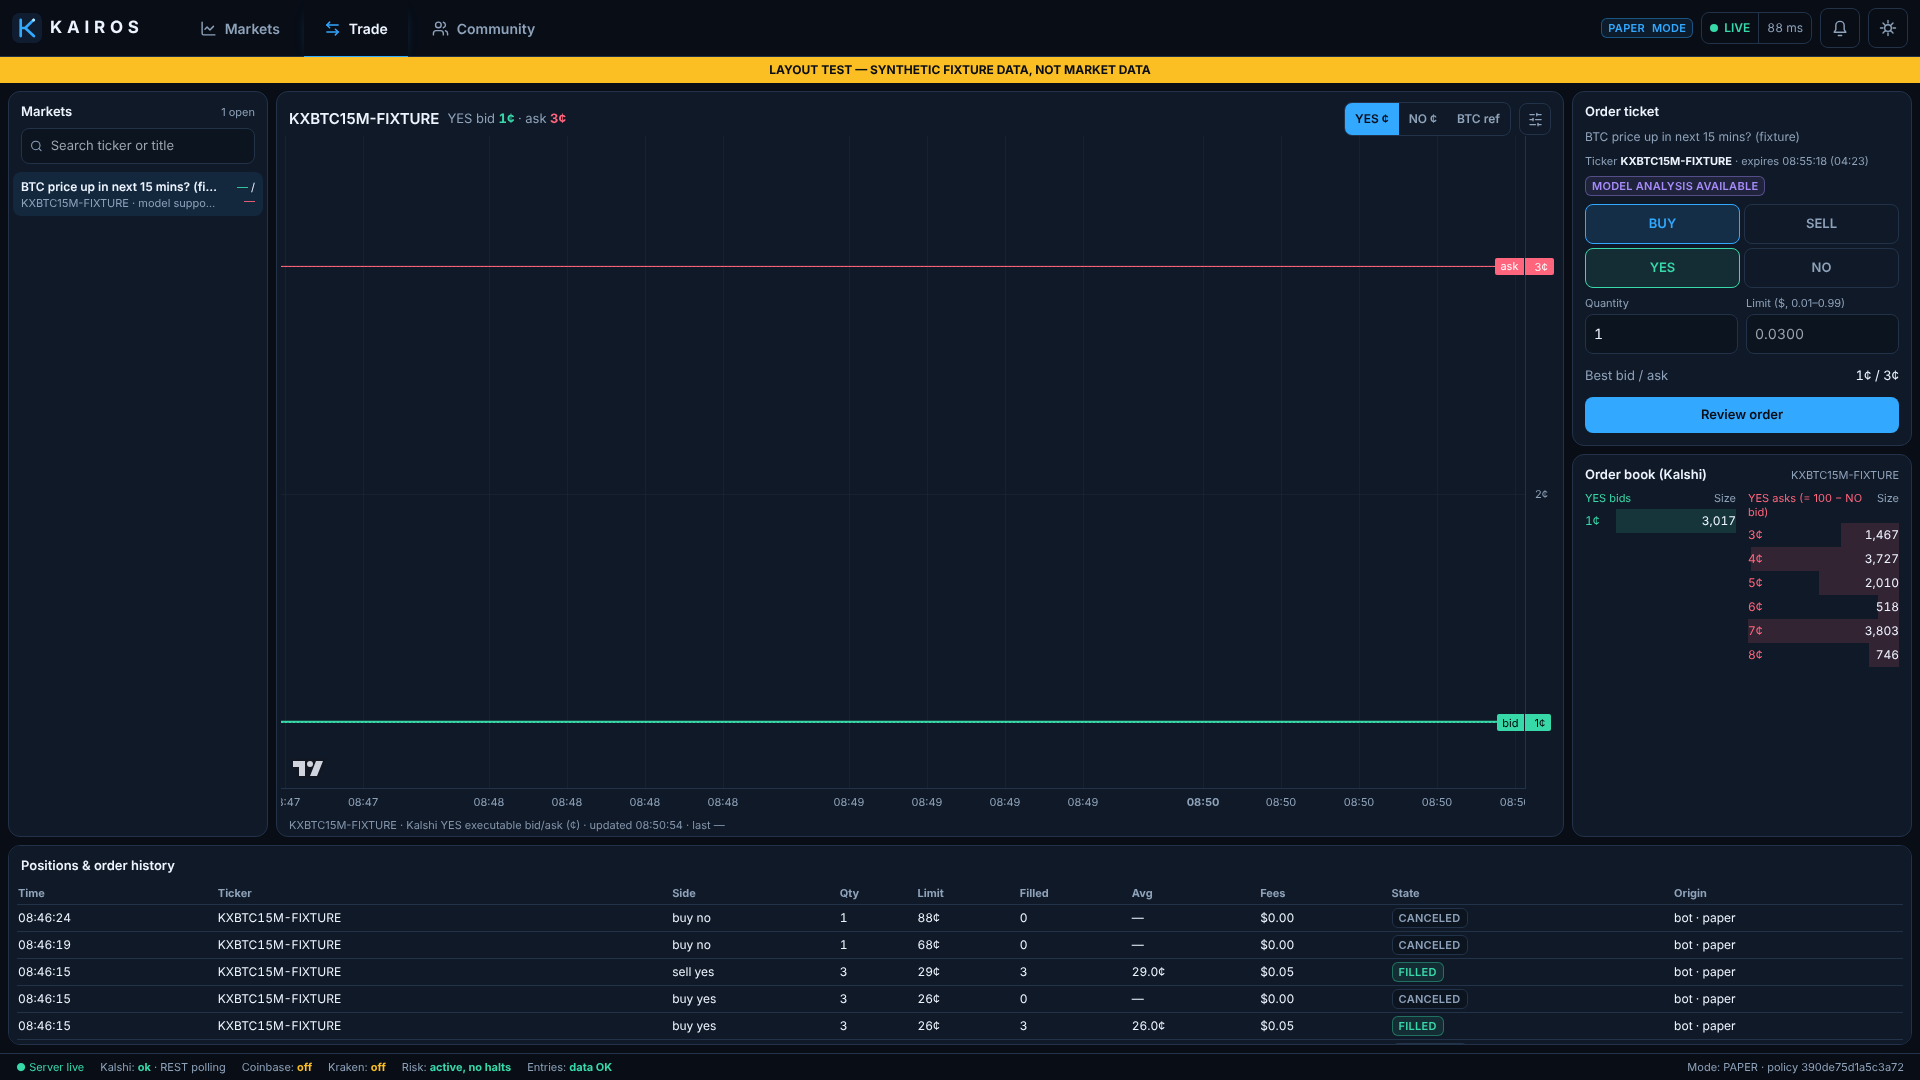 KAIROS
Markets
Trade
Community
PAPER MODE
LIVE
88 ms
LAYOUT TEST — SYNTHETIC FIXTURE DATA, NOT MARKET DATA
Markets
1 open
Search ticker or title
BTC price up in next 15 mins? (fi...
— / —
KXBTC15M-FIXTURE · model suppo...
KXBTC15M-FIXTURE YES bid 1¢ · ask 3¢
YES ¢
NO ¢
BTC ref
ask 3¢
2¢
bid 1¢
08:47 08:48 08:48 08:48 08:48 08:49 08:49 08:49 08:49 08:50 08:50 08:50 08:50
KXBTC15M-FIXTURE · Kalshi YES executable bid/ask (¢) · updated 08:50:54 · last —
Order ticket
BTC price up in next 15 mins? (fixture)
Ticker KXBTC15M-FIXTURE · expires 08:55:18 (04:23)
MODEL ANALYSIS AVAILABLE
BUY
SELL
YES
NO
Quantity
Limit ($, 0.01–0.99)
1
0.0300
Best bid / ask
1¢ / 3¢
Review order
Order book (Kalshi)
KXBTC15M-FIXTURE
YES bids Size
1¢ 3,017
YES asks (= 100 − NO bid) Size
3¢ 1,467
4¢ 3,727
5¢ 2,010
6¢ 518
7¢ 3,803
8¢ 746
Positions & order history
Time Ticker Side Qty Limit Filled Avg Fees State Origin
08:46:24 KXBTC15M-FIXTURE buy no 1 88¢ 0 — $0.00 CANCELED bot · paper
08:46:19 KXBTC15M-FIXTURE buy no 1 68¢ 0 — $0.00 CANCELED bot · paper
08:46:15 KXBTC15M-FIXTURE sell yes 3 29¢ 3 29.0¢ $0.05 FILLED bot · paper
08:46:15 KXBTC15M-FIXTURE buy yes 3 26¢ 0 — $0.00 CANCELED bot · paper
08:46:15 KXBTC15M-FIXTURE buy yes 3 26¢ 3 26.0¢ $0.05 FILLED bot · paper
Server live
Kalshi: ok · REST polling
Coinbase: off
Kraken: off
Risk: active, no halts
Entries: data OK
Mode: PAPER · policy 390de75d1a5c3a72